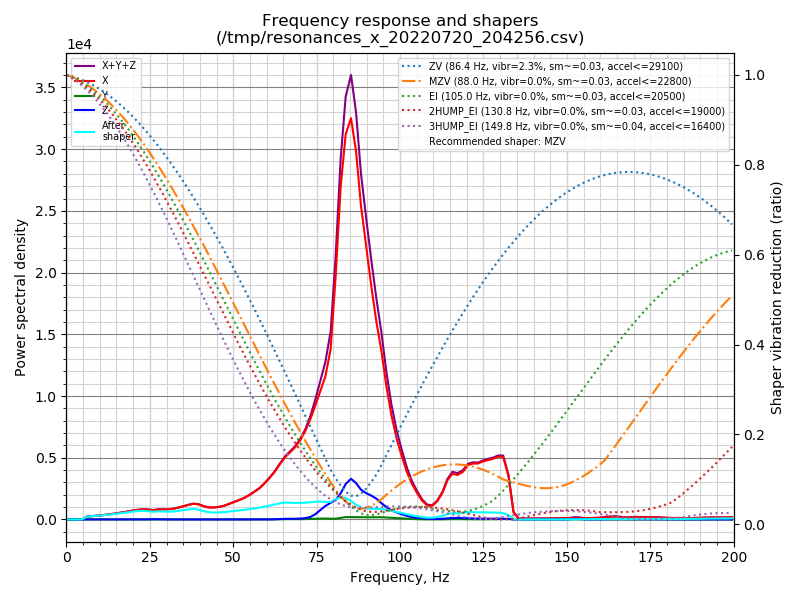 Frequency response and shapers
(/tmp/resonances_x_20220720_204256.csv)
1e4
X+Y+Z
X
Y
Z
After
shaper
ZV (86.4 Hz, vibr=2.3%, sm~=0.03, accel<=29100)
MZV (88.0 Hz, vibr=0.0%, sm~=0.03, accel<=22800)
EI (105.0 Hz, vibr=0.0%, sm~=0.03, accel<=20500)
2HUMP_EI (130.8 Hz, vibr=0.0%, sm~=0.03, accel<=19000)
3HUMP_EI (149.8 Hz, vibr=0.0%, sm~=0.04, accel<=16400)
Recommended shaper: MZV
3.5
3.0
2.5
2.0
1.5
1.0
0.5
0.0
Power spectral density
1.0
0.8
0.6
0.4
0.2
0.0
Shaper vibration reduction (ratio)
0 25 50 75 100 125 150 175 200
Frequency, Hz